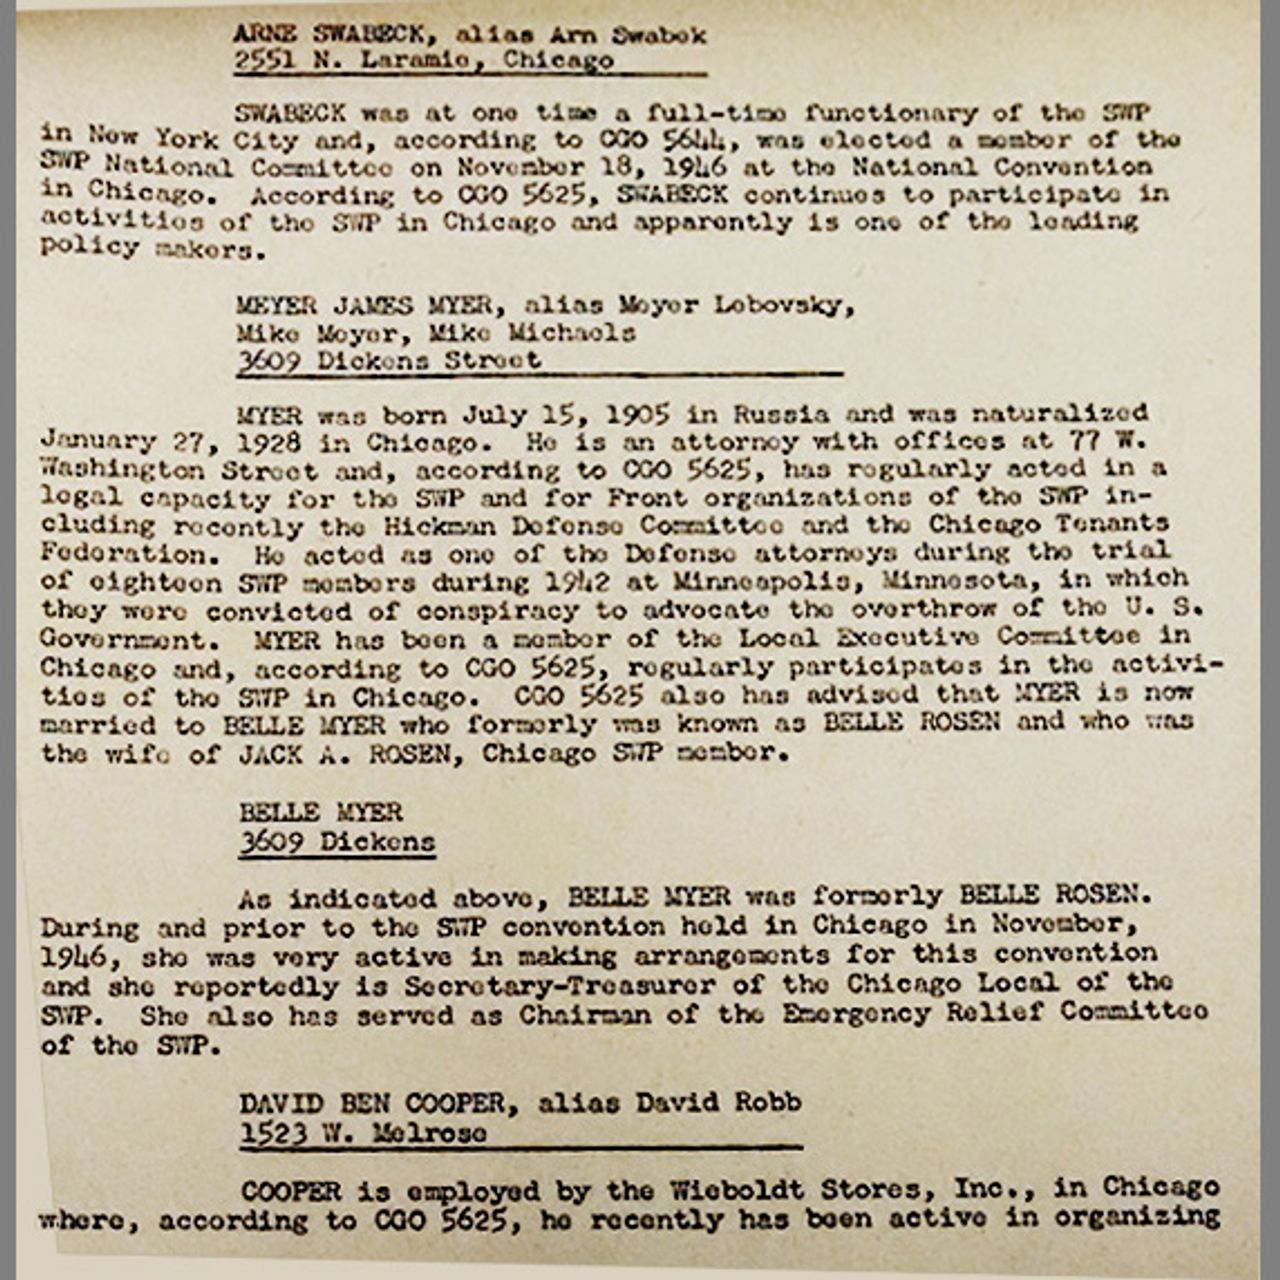 ARNE SWABECK, alias Arn Swabek
2551 N. Laramie, Chicago
SWABECK was at one time a full-time functionary of the SWP
in New York City and, according to CGO 5644, was elected a member of the
SWP National Committee on November 18, 1946 at the National Convention
in Chicago. According to CGO 5625, SWABECK continues to participate in
activities of the SWP in Chicago and apparently is one of the leading
policy makers.
MEYER JAMES MYER, alias Meyer Lebovsky,
Mike Meyer, Mike Michaels
3609 Dickens Street
MYER was born July 15, 1905 in Russia and was naturalized
January 27, 1928 in Chicago. He is an attorney with offices at 77 W.
Washington Street and, according to CGO 5625, has regularly acted in a
legal capacity for the SWP and for Front organizations of the SWP in-
cluding recently the Hickman Defense Committee and the Chicago Tenants
Federation. He acted as one of the Defense attorneys during the trial
of eighteen SWP members during 1942 at Minneapolis, Minnesota, in which
they were convicted of conspiracy to advocate the overthrow of the U. S.
Government. MYER has been a member of the Local Executive Committee in
Chicago and, according to CGO 5625, regularly participates in the activi-
ties of the SWP in Chicago. CGO 5625 also has advised that MYER is now
married to BELLE MYER who formerly was known as BELLE ROSEN and who was
the wife of JACK A. ROSEN, Chicago SWP member.
BELLE MYER
3609 Dickens
As indicated above, BELLE MYER was formerly BELLE ROSEN.
During and prior to the SWP convention held in Chicago in November,
1946, she was very active in making arrangements for this convention
and she reportedly is Secretary-Treasurer of the Chicago Local of the
SWP. She also has served as Chairman of the Emergency Relief Committee
of the SWP.
DAVID BEN COOPER, alias David Robb
1523 W. Melrose
COOPER is employed by the Wieboldt Stores, Inc., in Chicago
where, according to CGO 5625, he recently has been active in organizing